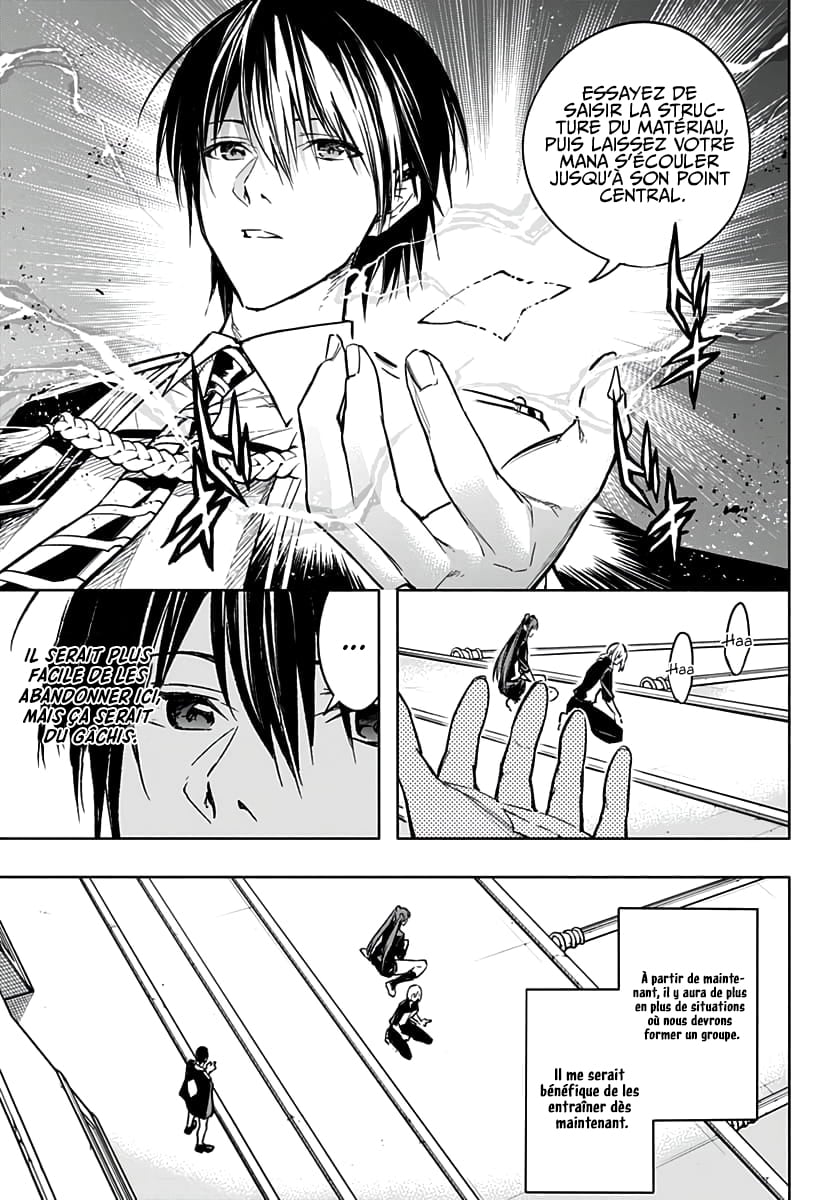 ESSAYEZ DE
SAISIR LA STRUC-
TURE DU MATÉRIAU,
PUIS LAISSEZ VOTRE
MANA S'ÉCOULER
JUSQU'À SON POINT
CENTRAL.
Haa
Haa
...
IL SERAIT PLUS
FACILE DE LES
ABANDONNER ICI,
MAIS ÇA SERAIT
DU GÂCHIS.
À partir de mainte-
nant, il y aura de plus
en plus de situations
où nous devrons
former un groupe.
Il me serait
bénéfique de les
entraîner dès
maintenant.